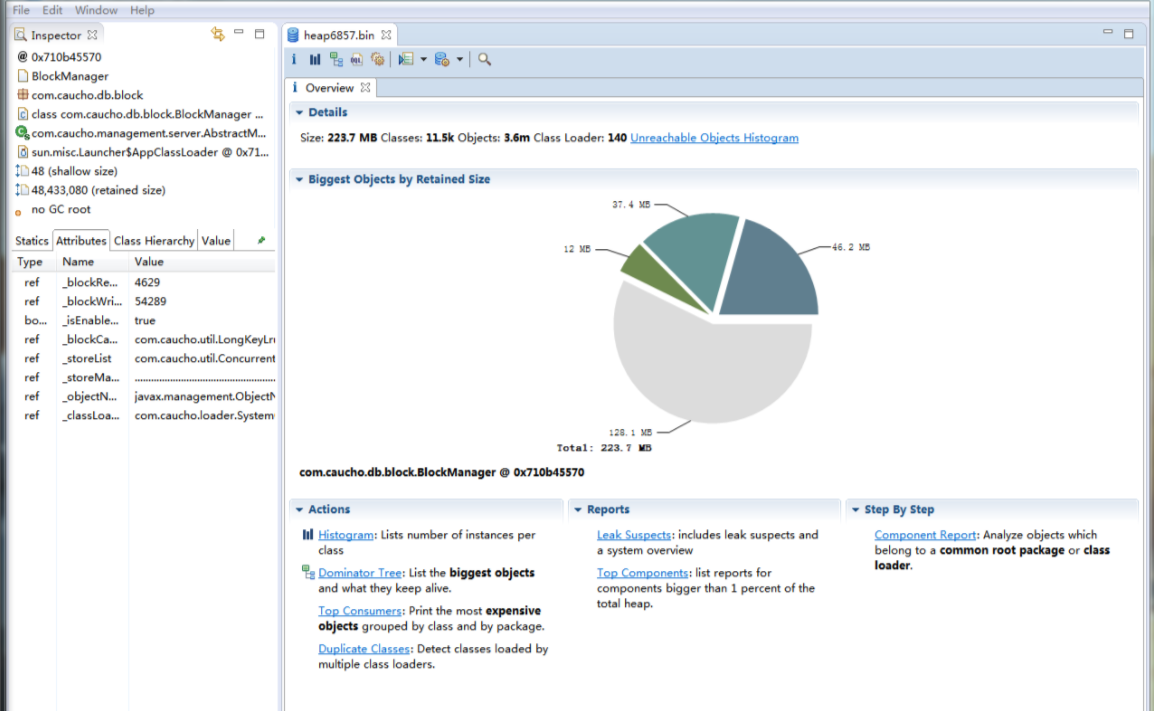 File Edit Window Help
Inspector
@ 0x710b45570
BlockManager
com.caucho.db.block
class com.caucho.db.block.BlockManager ...
com.caucho.management.server.AbstractM...
sun.misc.Launcher$AppClassLoader @ 0x71...
48 (shallow size)
48,433,080 (retained size)
no GC root
Statics Attributes Class Hierarchy Value
Type Name Value
ref _blockRe... 4629
ref _blockWri... 54289
bo... _isEnable... true
ref _blockCa... com.caucho.util.LongKeyLr
ref _storeList com.caucho.util.Concurrent
ref _storeMa... ...............................................
ref _objectN... javax.management.ObjectN
ref _classLoa... com.caucho.loader.System
heap6857.bin
i OQL
i Overview
Details
Size: 223.7 MB Classes: 11.5k Objects: 3.6m Class Loader: 140 Unreachable Objects Histogram
Biggest Objects by Retained Size
37.4 MB
12 MB
46.2 MB
128.1 MB
Total: 223.7 MB
com.caucho.db.block.BlockManager @ 0x710b45570
Actions
Histogram: Lists number of instances per
class
Dominator Tree: List the biggest objects
and what they keep alive.
Top Consumers: Print the most expensive
objects grouped by class and by package.
Duplicate Classes: Detect classes loaded by
multiple class loaders.
Reports
Leak Suspects: includes leak suspects and
a system overview
Top Components: list reports for
components bigger than 1 percent of the
total heap.
Step By Step
Component Report: Analyze objects which
belong to a common root package or class
loader.